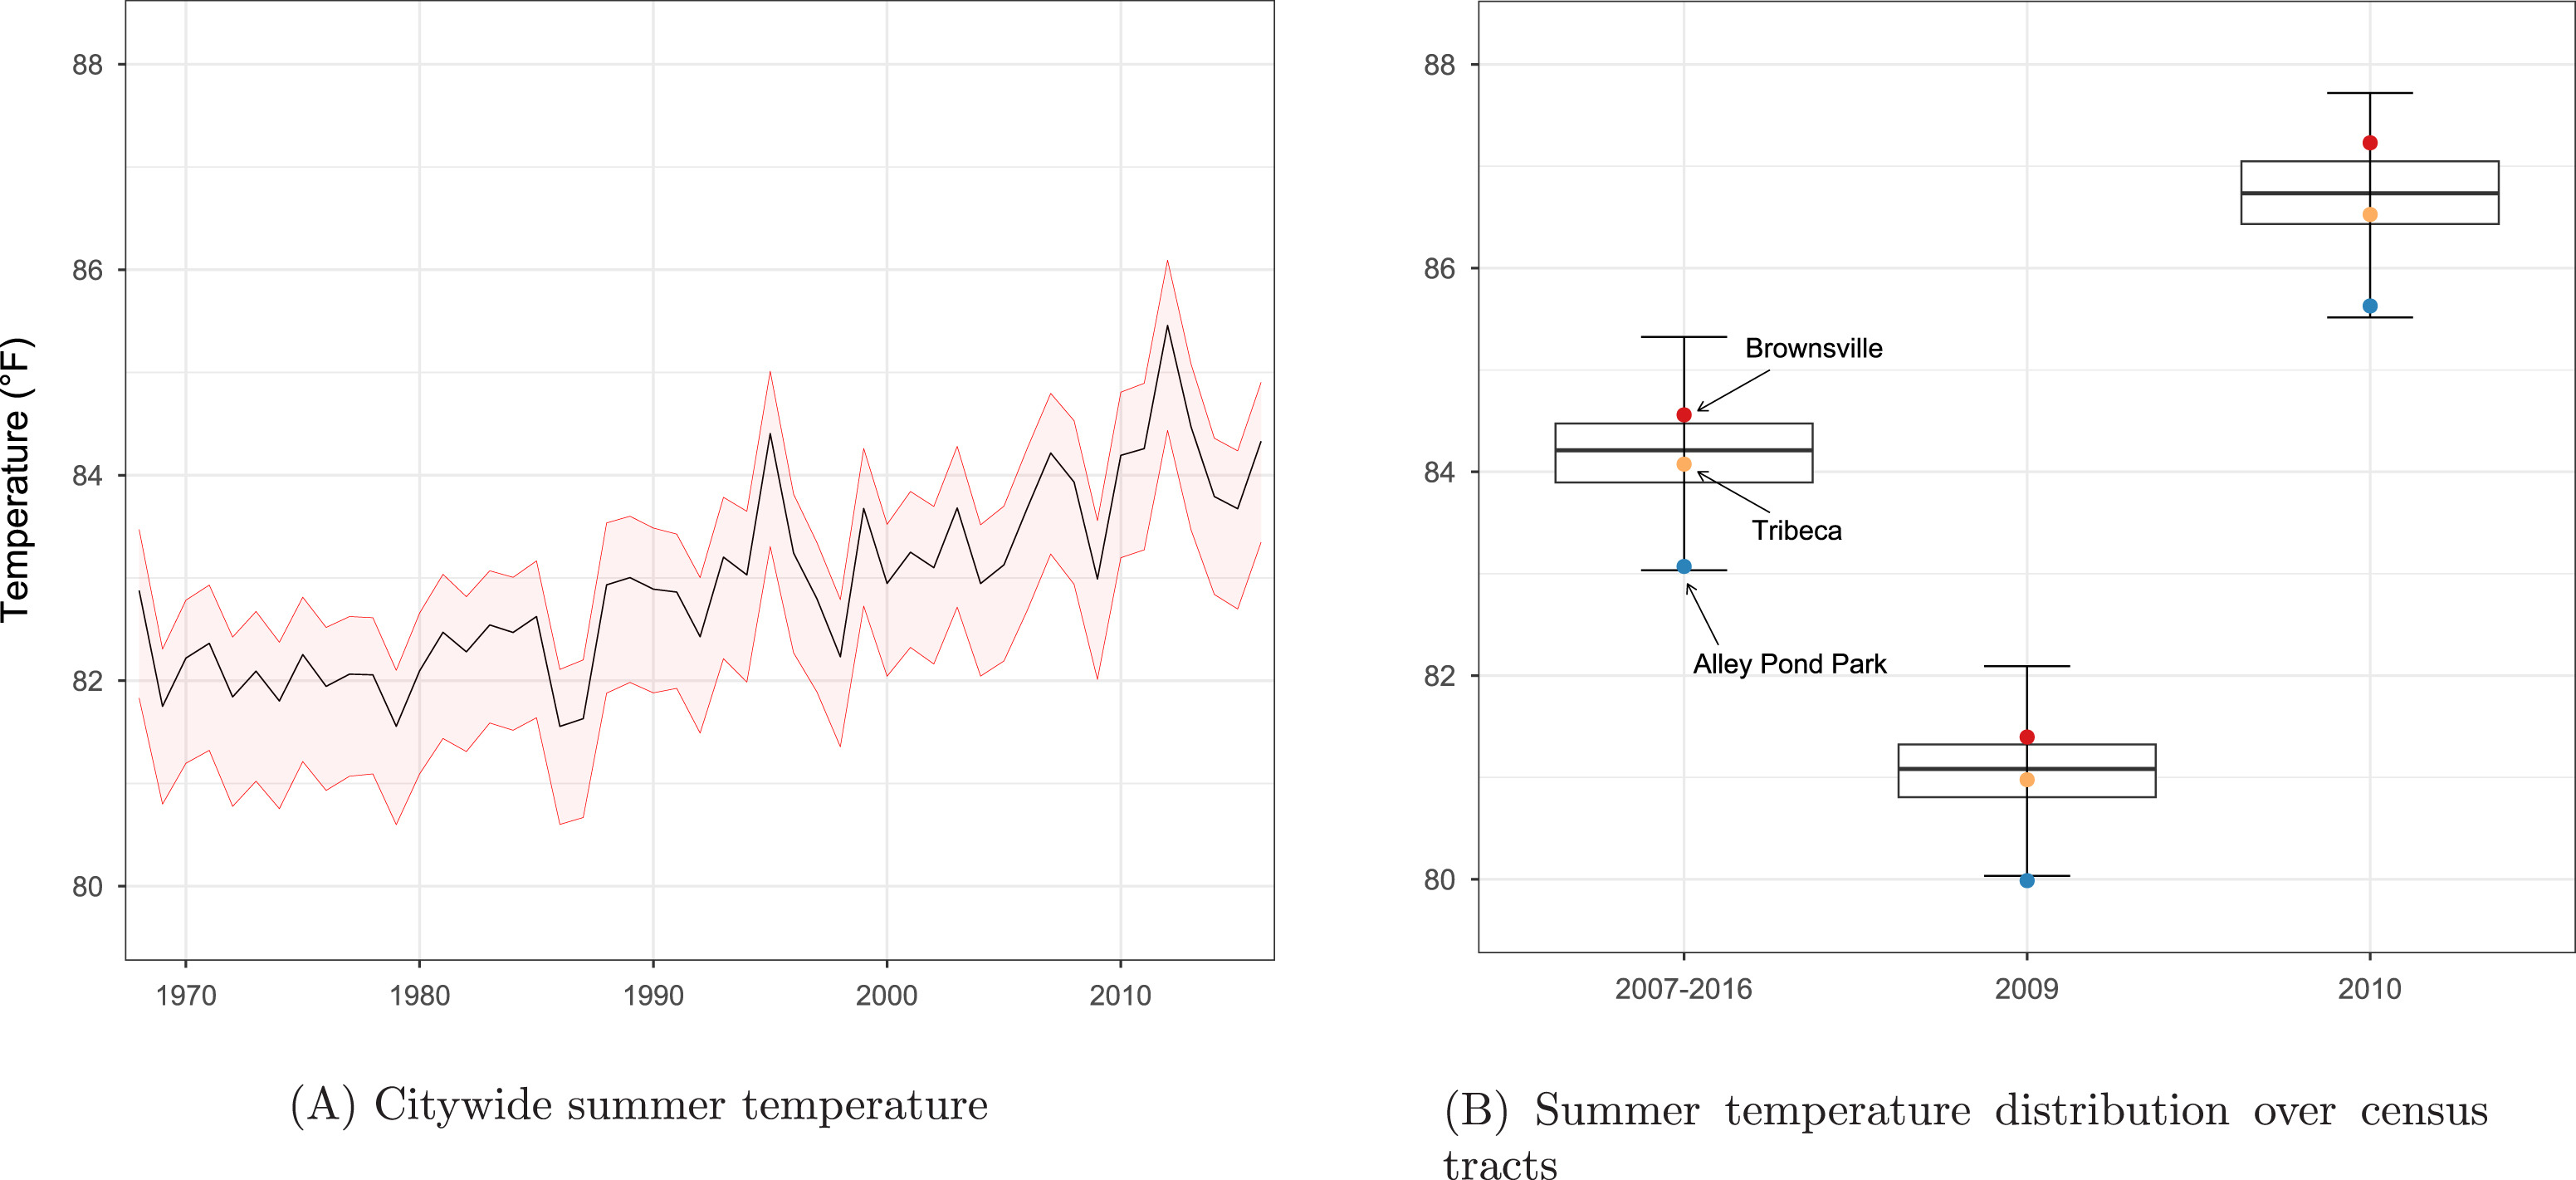 Temperature (°F)
88
86
84
82
80
1970 1980 1990 2000 2010
(A) Citywide summer temperature
88
86
84
82
80
Brownsville
Tribeca
Alley Pond Park
2007-2016 2009 2010
(B) Summer temperature distribution over census
tracts